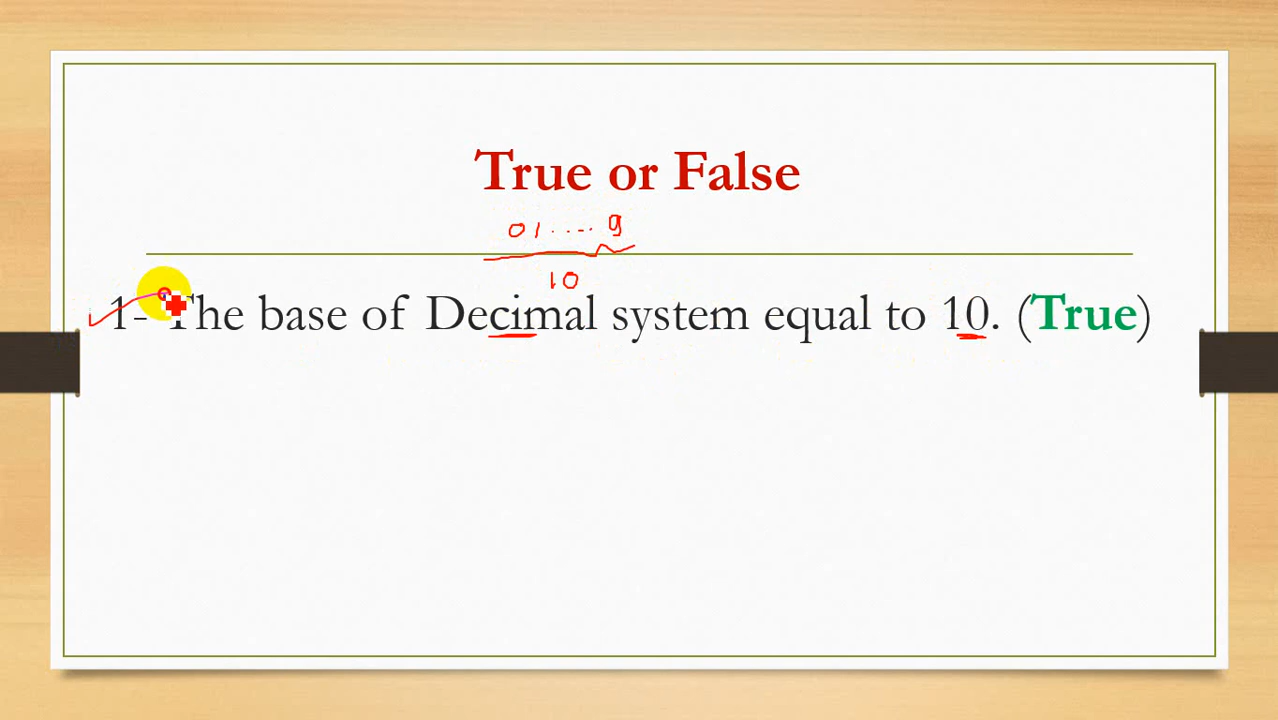 True or False
01.....9
10
1- The base of Decimal system equal to 10. (True)